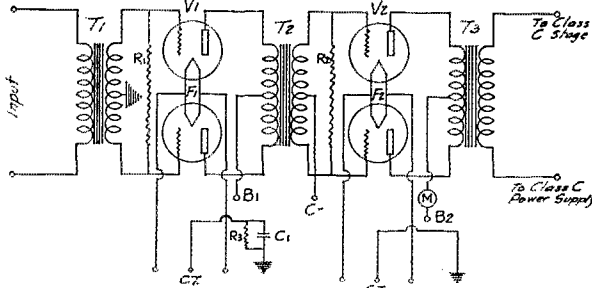 T1
V1
T2
V2
T3
To Class
C Stage
Input
R1
F1
R2
F2
M
B1
C-
B2
To Class C
Power Supply
R3
C1
C.T.
C.T.